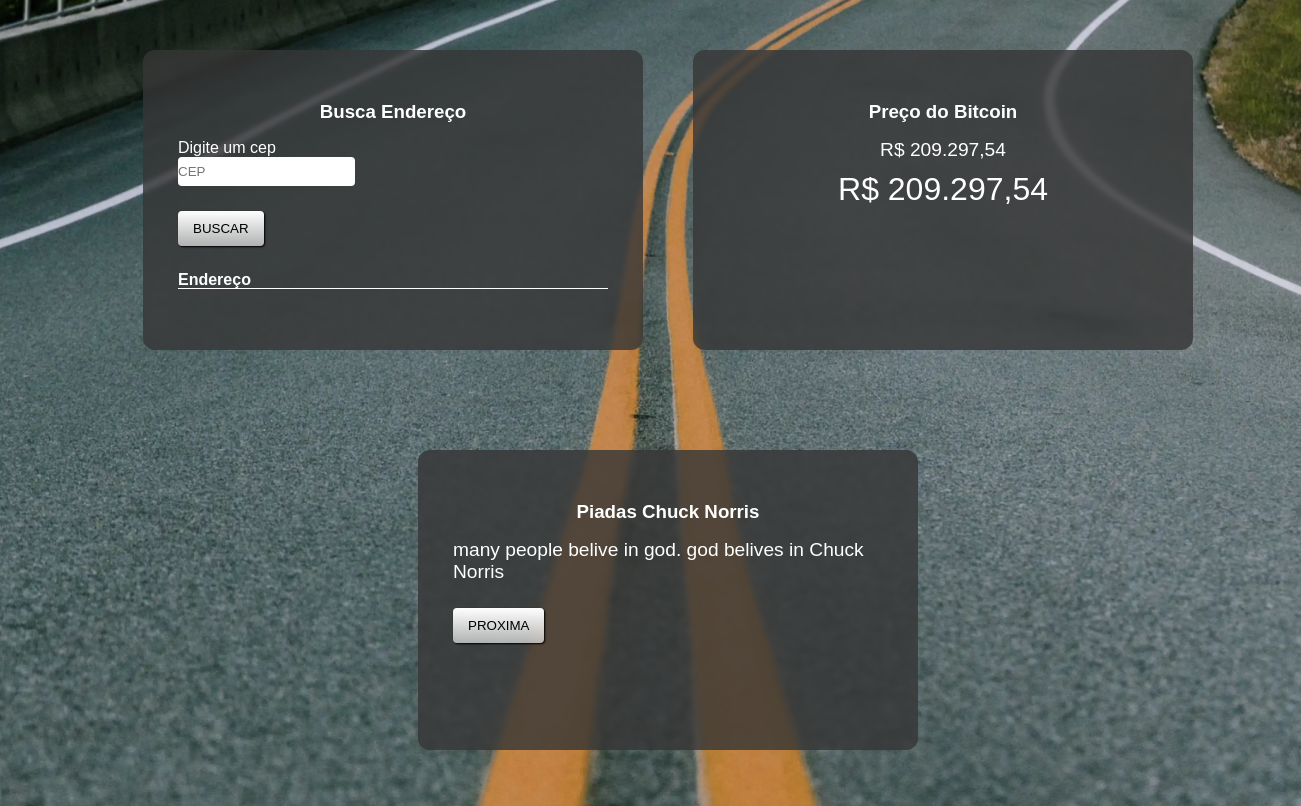 Busca Endereço
Digite um cep
CEP
BUSCAR
Endereço
Preço do Bitcoin
R$ 209.297,54
R$ 209.297,54
Piadas Chuck Norris
many people belive in god. god belives in Chuck
Norris
PROXIMA